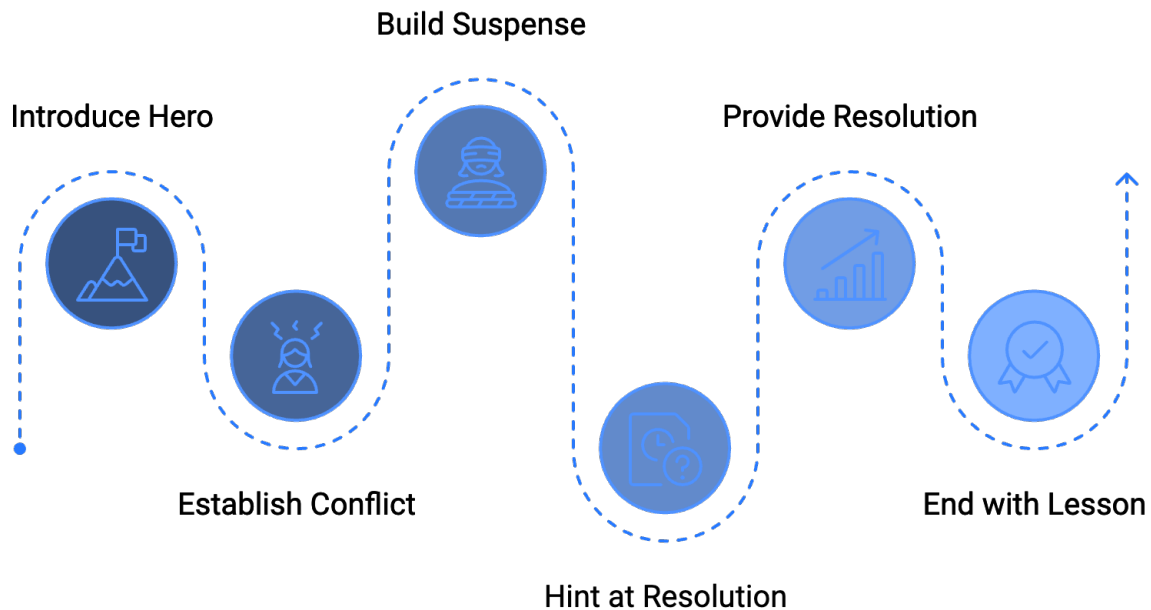 Build Suspense
Introduce Hero
Provide Resolution
Establish Conflict
End with Lesson
Hint at Resolution
?